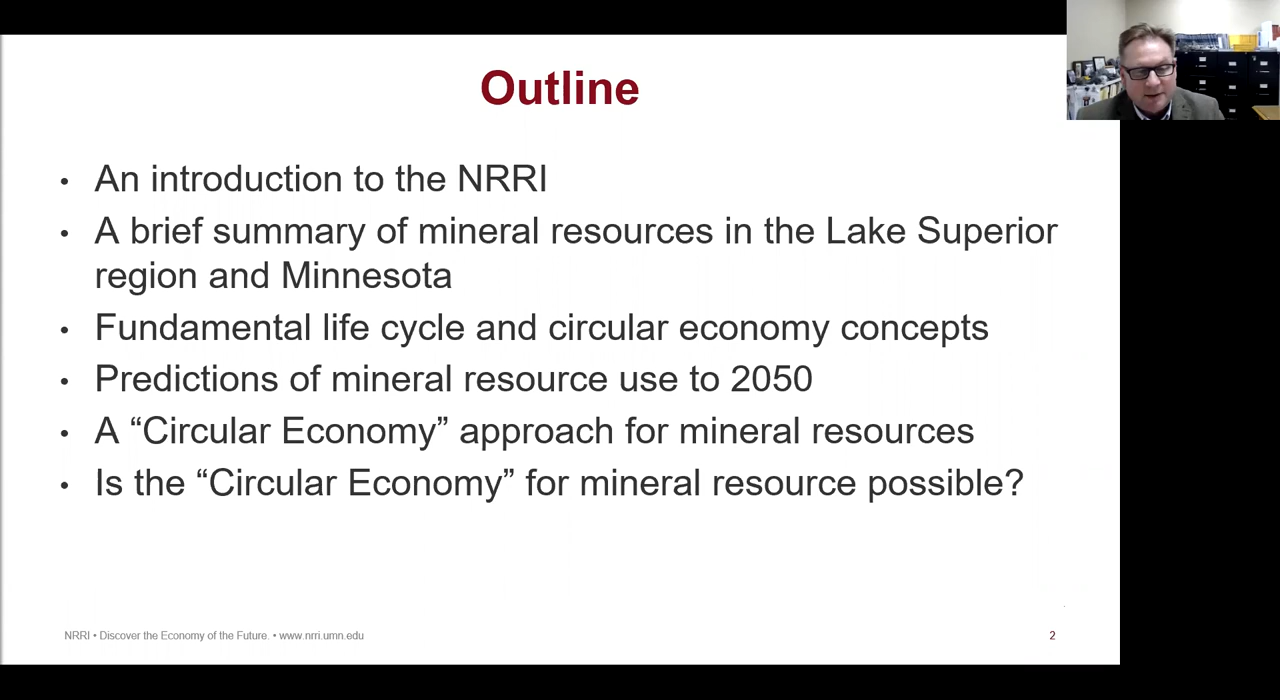 Outline
• An introduction to the NRRI
• A brief summary of mineral resources in the Lake Superior
region and Minnesota
• Fundamental life cycle and circular economy concepts
• Predictions of mineral resource use to 2050
• A “Circular Economy” approach for mineral resources
• Is the “Circular Economy” for mineral resource possible?
NRRI • Discover the Economy of the Future. • www.nrri.umn.edu
2